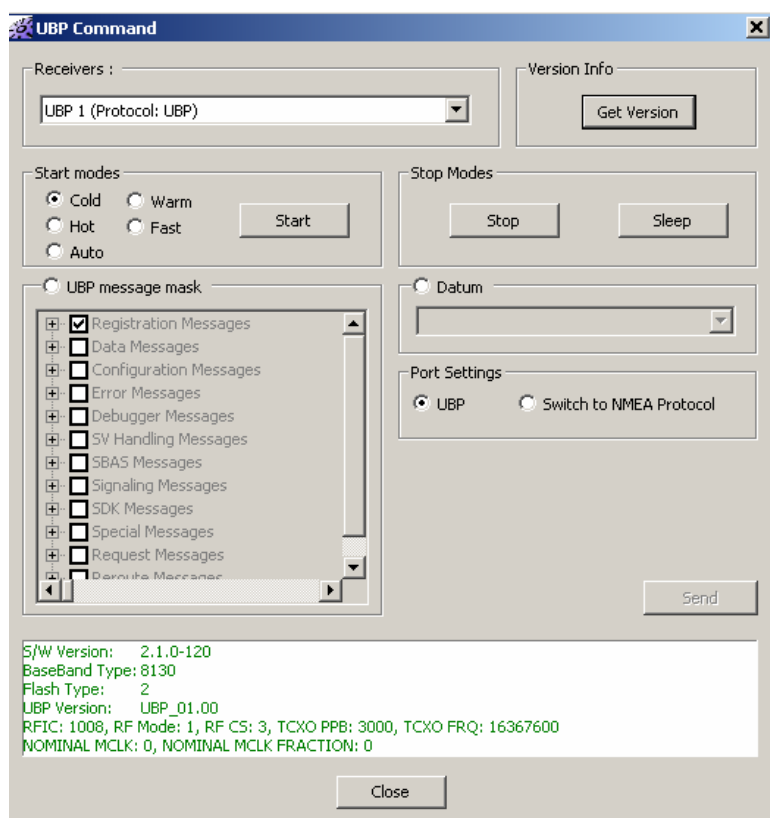 UBP Command
Receivers :
Version Info
UBP 1 (Protocol: UBP)
Get Version
Start modes
Stop Modes
Cold
Warm
Hot
Fast
Auto
Start
Stop
Sleep
UBP message mask
Datum
Registration Messages
Data Messages
Configuration Messages
Error Messages
Debugger Messages
SV Handling Messages
SBAS Messages
Signaling Messages
SDK Messages
Special Messages
Request Messages
Reroute Messages
Port Settings
UBP
Switch to NMEA Protocol
Send
S/W Version: 2.1.0-120
BaseBand Type: 8130
Flash Type: 2
UBP Version: UBP_01.00
RFIC: 1008, RF Mode: 1, RF CS: 3, TCXO PPB: 3000, TCXO FRQ: 16367600
NOMINAL MCLK: 0, NOMINAL MCLK FRACTION: 0
Close